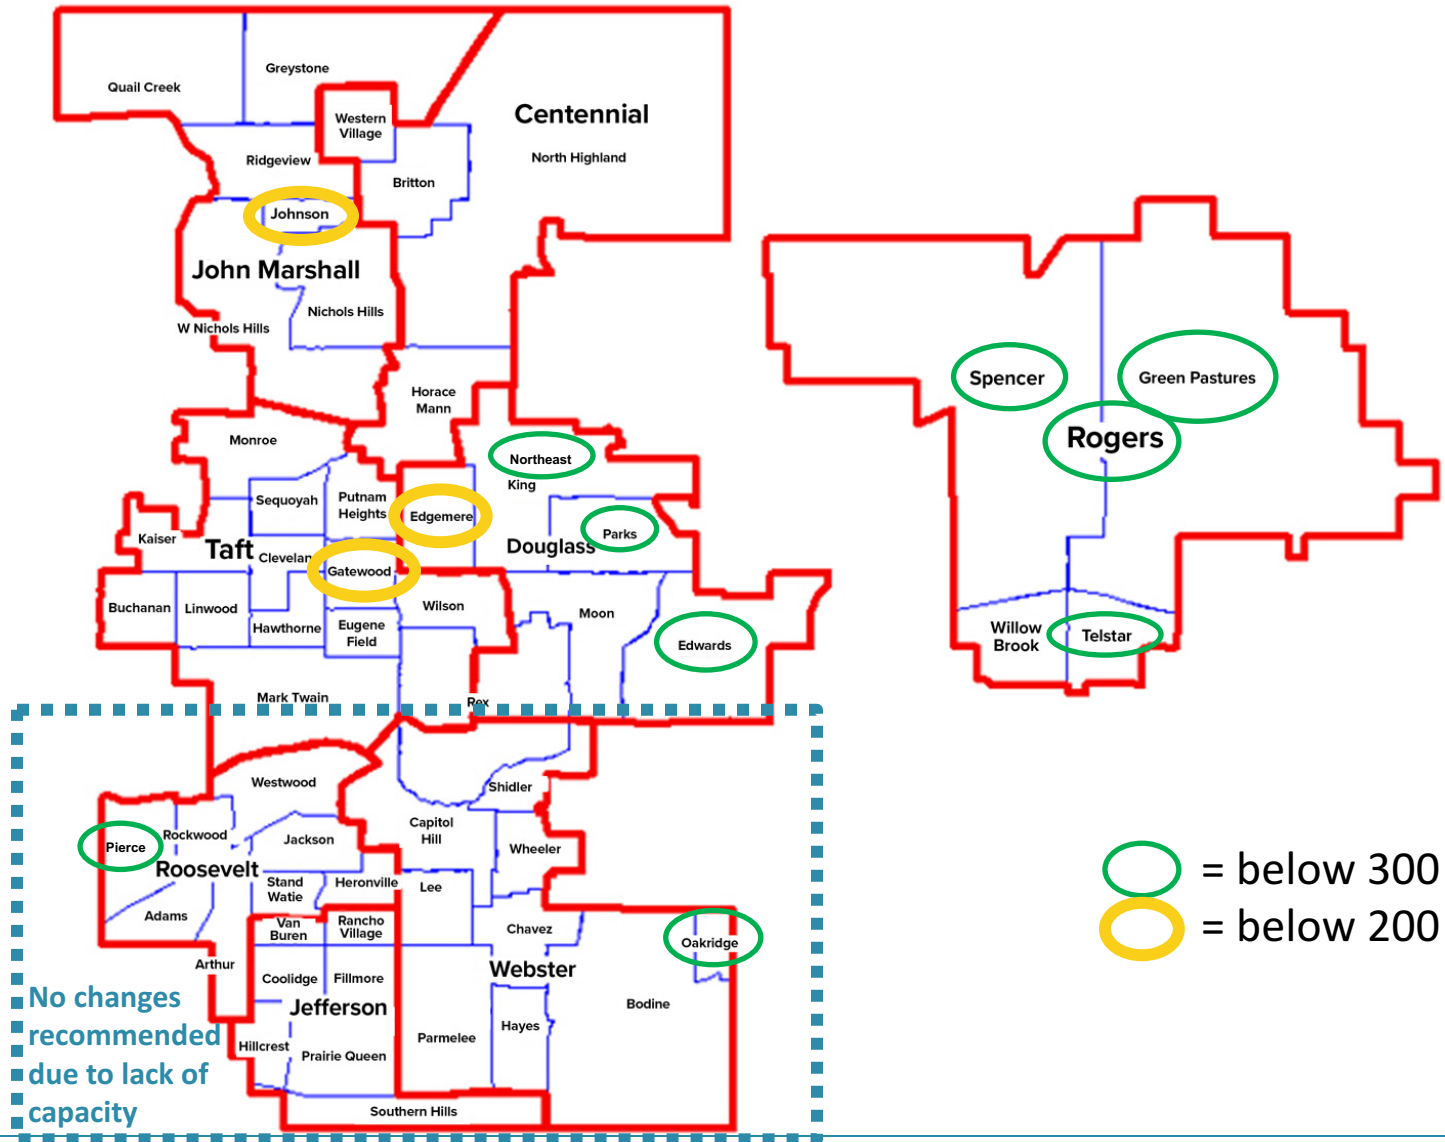 Greystone
Quail Creek
Centennial
Western
Village
North Highland
Ridgeview
Britton
Johnson
John Marshall
Nichols Hills
W Nichols Hills
Spencer
Green Pastures
Horace
Mann
Rogers
Monroe
Northeast
King
Sequoyah
Putnam
Heights
Edgemere
Parks
Kaiser
Taft
Douglass
Clevelan
Gatewood
Buchanan
Linwood
Wilson
Moon
Hawthorne
Eugene
Field
Edwards
Willow
Brook
Telstar
Mark Twain
Rex
Westwood
Shidler
Capitol
Hill
Rockwood
Jackson
Pierce
Wheeler
Roosevelt
Stand
Watie
Heronville
Lee
Adams
Van
Buren
Rancho
Village
Chavez
Oakridge
Arthur
Webster
Coolidge
Fillmore
Jefferson
Bodine
Hayes
Parmelee
Hillcrest
Prairie Queen
Southern Hills
No changes
recommended
due to lack of
capacity
= below 300
= below 200